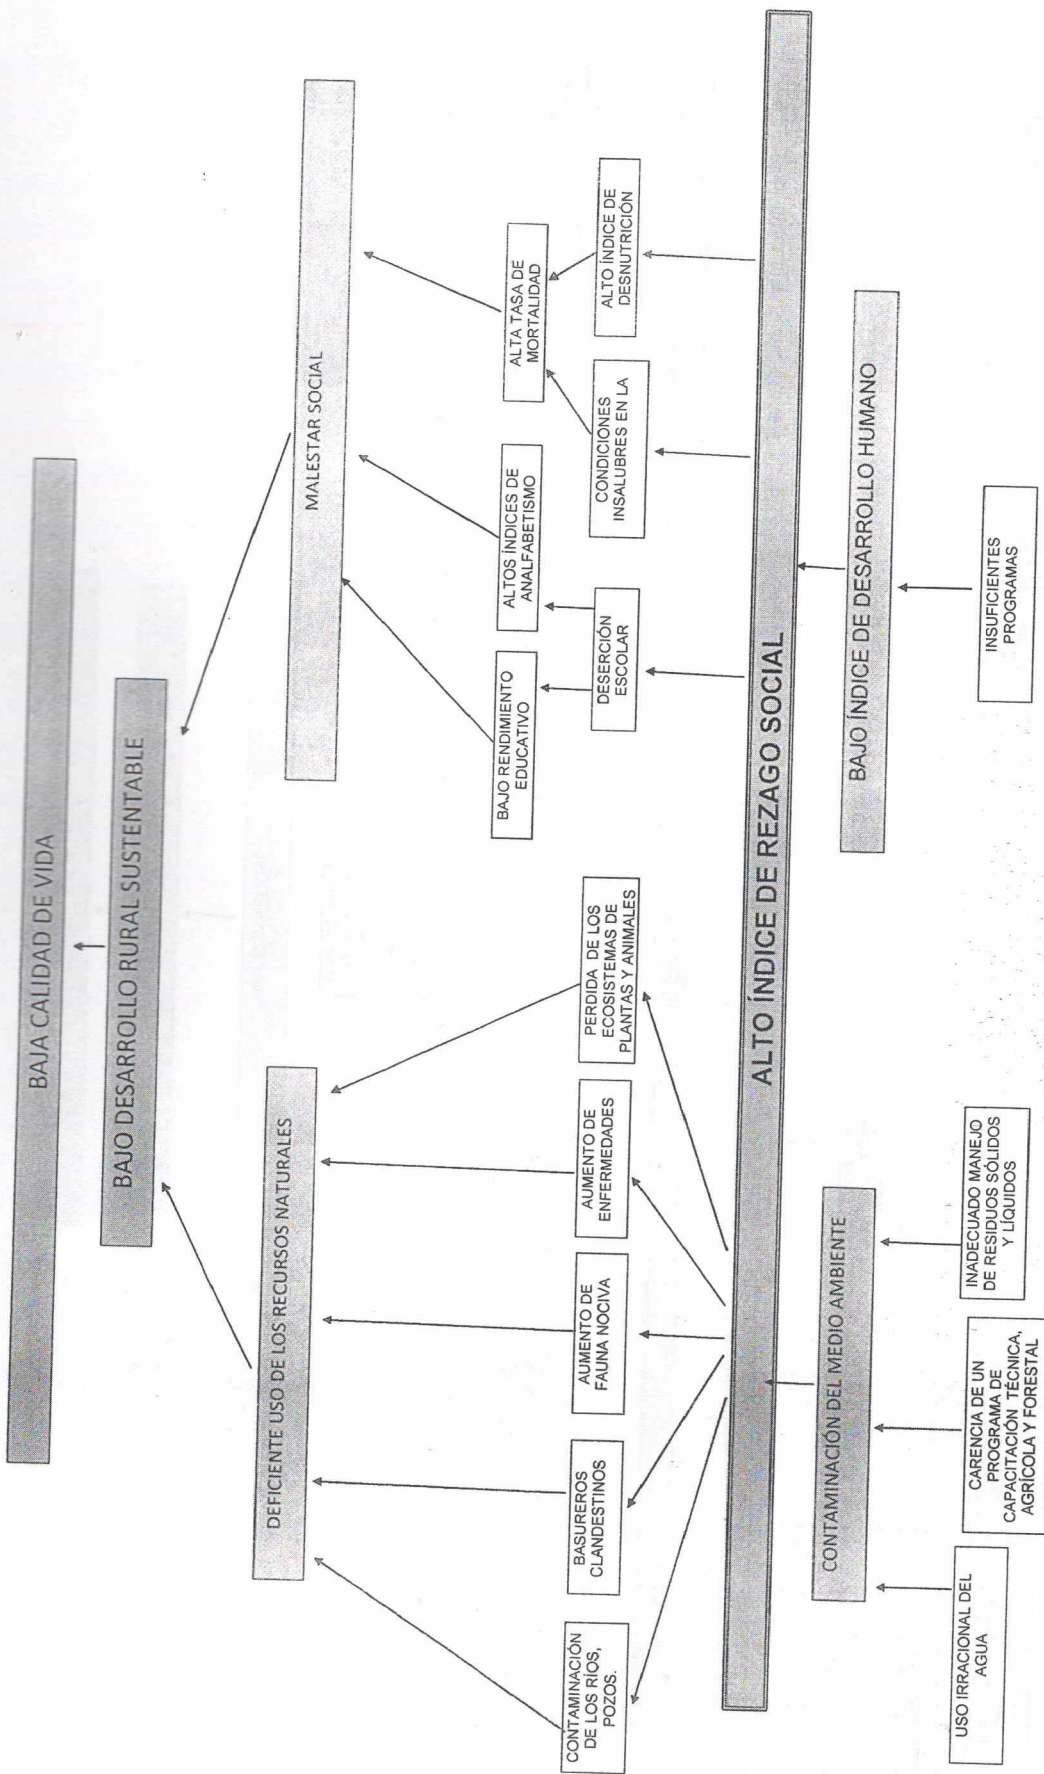 BAJA CALIDAD DE VIDA
BAJO DESARROLLO RURAL SUSTENTABLE
DEFICIENTE USO DE LOS RECURSOS NATURALES
MALESTAR SOCIAL
CONTAMINACIÓN
DE LOS RÍOS,
POZOS.
BASUREROS
CLANDESTINOS
AUMENTO DE
FAUNA NOCIVA
AUMENTO DE
ENFERMEDADES
PERDIDA DE LOS
ECOSISTEMAS DE
PLANTAS Y ANIMALES
BAJO RENDIMIENTO
EDUCATIVO
ALTOS ÍNDICES DE
ANALFABETISMO
ALTA TASA DE
MORTALIDAD
DESERCIÓN
ESCOLAR
CONDICIONES
INSALUBRES EN LA
ALTO ÍNDICE DE
DESNUTRICIÓN
ALTO ÍNDICE DE REZAGO SOCIAL
CONTAMINACIÓN DEL MEDIO AMBIENTE
BAJO ÍNDICE DE DESARROLLO HUMANO
USO IRRACIONAL DEL
AGUA
CARENCIA DE UN
PROGRAMA DE
CAPACITACIÓN TÉCNICA,
AGRÍCOLA Y FORESTAL
INADECUADO MANEJO
DE RESIDUOS SÓLIDOS
Y LÍQUIDOS
INSUFICIENTES
PROGRAMAS